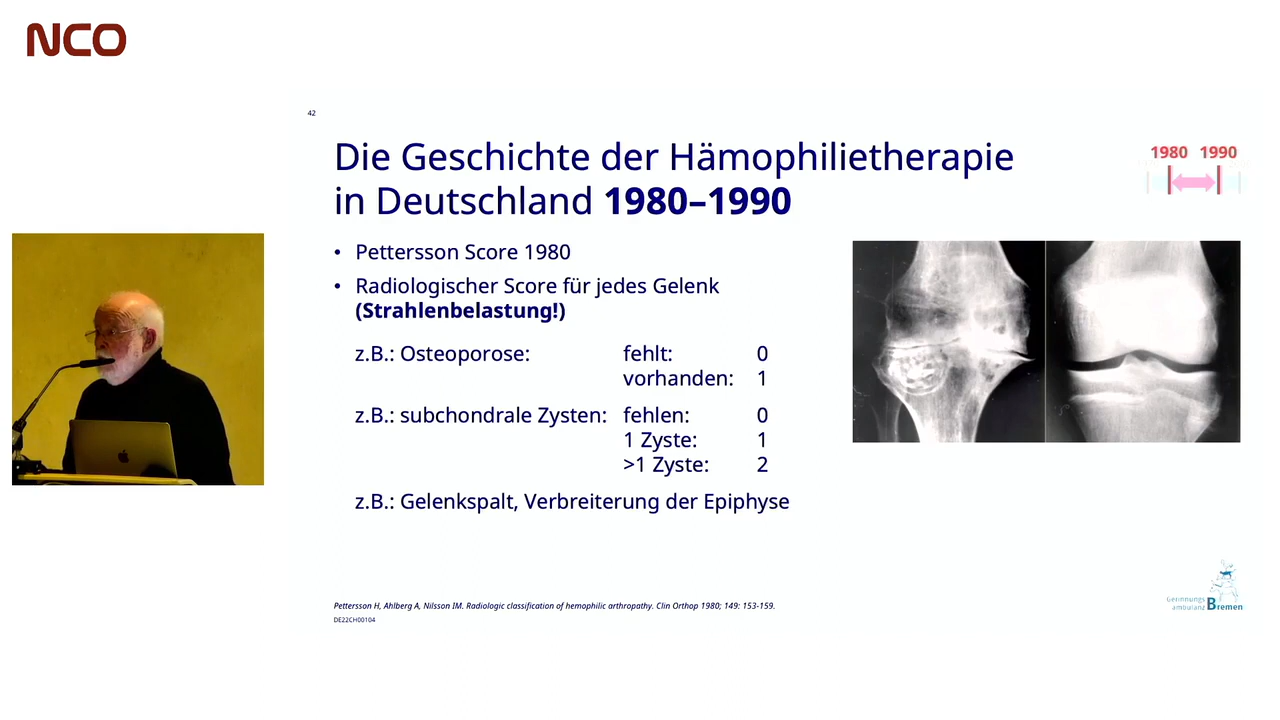 NCO
42
Die Geschichte der Hämophilietherapie
in Deutschland 1980–1990
1980 1990
• Pettersson Score 1980
• Radiologischer Score für jedes Gelenk
(Strahlenbelastung!)
z.B.: Osteoporose: fehlt: 0
vorhanden: 1
z.B.: subchondrale Zysten: fehlen: 0
1 Zyste: 1
>1 Zyste: 2
z.B.: Gelenkspalt, Verbreiterung der Epiphyse
Pettersson H, Ahlberg A, Nilsson IM. Radiologic classification of hemophilic arthropathy. Clin Orthop 1980; 149: 153-159.
DE22CH00104
Gerinnungs
ambulanz Bremen